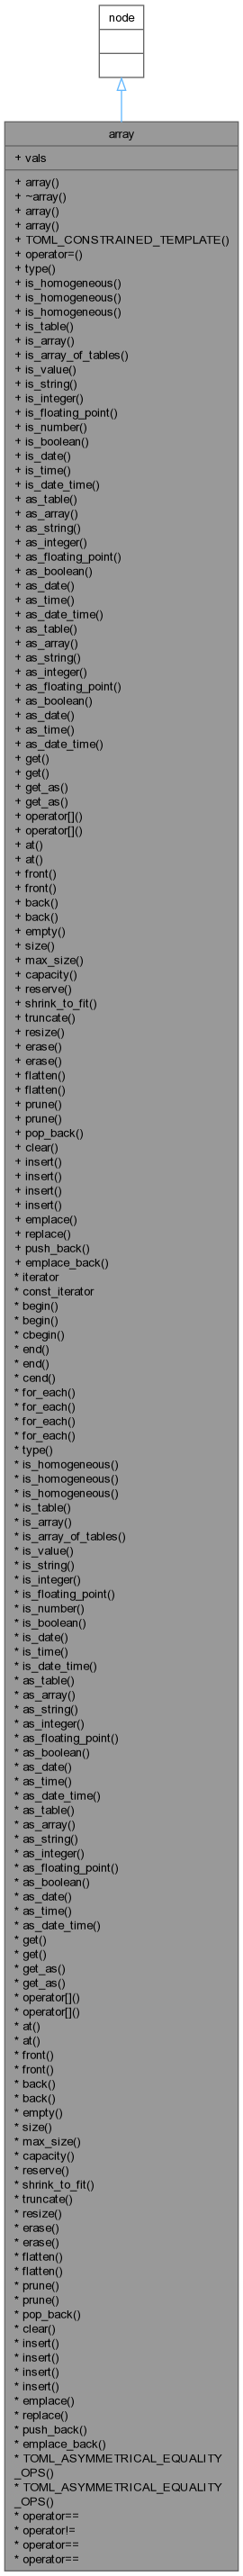 node
array
+ vals
+ array()
+ ~array()
+ array()
+ array()
+ TOML_CONSTRAINED_TEMPLATE()
+ operator=()
+ type()
+ is_homogeneous()
+ is_homogeneous()
+ is_homogeneous()
+ is_table()
+ is_array()
+ is_array_of_tables()
+ is_value()
+ is_string()
+ is_integer()
+ is_floating_point()
+ is_number()
+ is_boolean()
+ is_date()
+ is_time()
+ is_date_time()
+ as_table()
+ as_array()
+ as_string()
+ as_integer()
+ as_floating_point()
+ as_boolean()
+ as_date()
+ as_time()
+ as_date_time()
+ as_table()
+ as_array()
+ as_string()
+ as_integer()
+ as_floating_point()
+ as_boolean()
+ as_date()
+ as_time()
+ as_date_time()
+ get()
+ get()
+ get_as()
+ get_as()
+ operator[]()
+ operator[]()
+ at()
+ at()
+ front()
+ front()
+ back()
+ back()
+ empty()
+ size()
+ max_size()
+ capacity()
+ reserve()
+ shrink_to_fit()
+ truncate()
+ resize()
+ erase()
+ erase()
+ flatten()
+ flatten()
+ prune()
+ prune()
+ pop_back()
+ clear()
+ insert()
+ insert()
+ insert()
+ insert()
+ emplace()
+ replace()
+ push_back()
+ emplace_back()
* iterator
* const_iterator
* begin()
* begin()
* cbegin()
* end()
* end()
* cend()
* for_each()
* for_each()
* for_each()
* for_each()
* type()
* is_homogeneous()
* is_homogeneous()
* is_homogeneous()
* is_table()
* is_array()
* is_array_of_tables()
* is_value()
* is_string()
* is_integer()
* is_floating_point()
* is_number()
* is_boolean()
* is_date()
* is_time()
* is_date_time()
* as_table()
* as_array()
* as_string()
* as_integer()
* as_floating_point()
* as_boolean()
* as_date()
* as_time()
* as_date_time()
* as_table()
* as_array()
* as_string()
* as_integer()
* as_floating_point()
* as_boolean()
* as_date()
* as_time()
* as_date_time()
* get()
* get()
* get_as()
* get_as()
* operator[]()
* operator[]()
* at()
* at()
* front()
* front()
* back()
* back()
* empty()
* size()
* max_size()
* capacity()
* reserve()
* shrink_to_fit()
* truncate()
* resize()
* erase()
* erase()
* flatten()
* flatten()
* prune()
* prune()
* pop_back()
* clear()
* insert()
* insert()
* insert()
* insert()
* emplace()
* replace()
* push_back()
* emplace_back()
* TOML_ASYMMETRICAL_EQUALITY
_OPS()
* TOML_ASYMMETRICAL_EQUALITY
_OPS()
* operator==
* operator!=
* operator==
* operator==